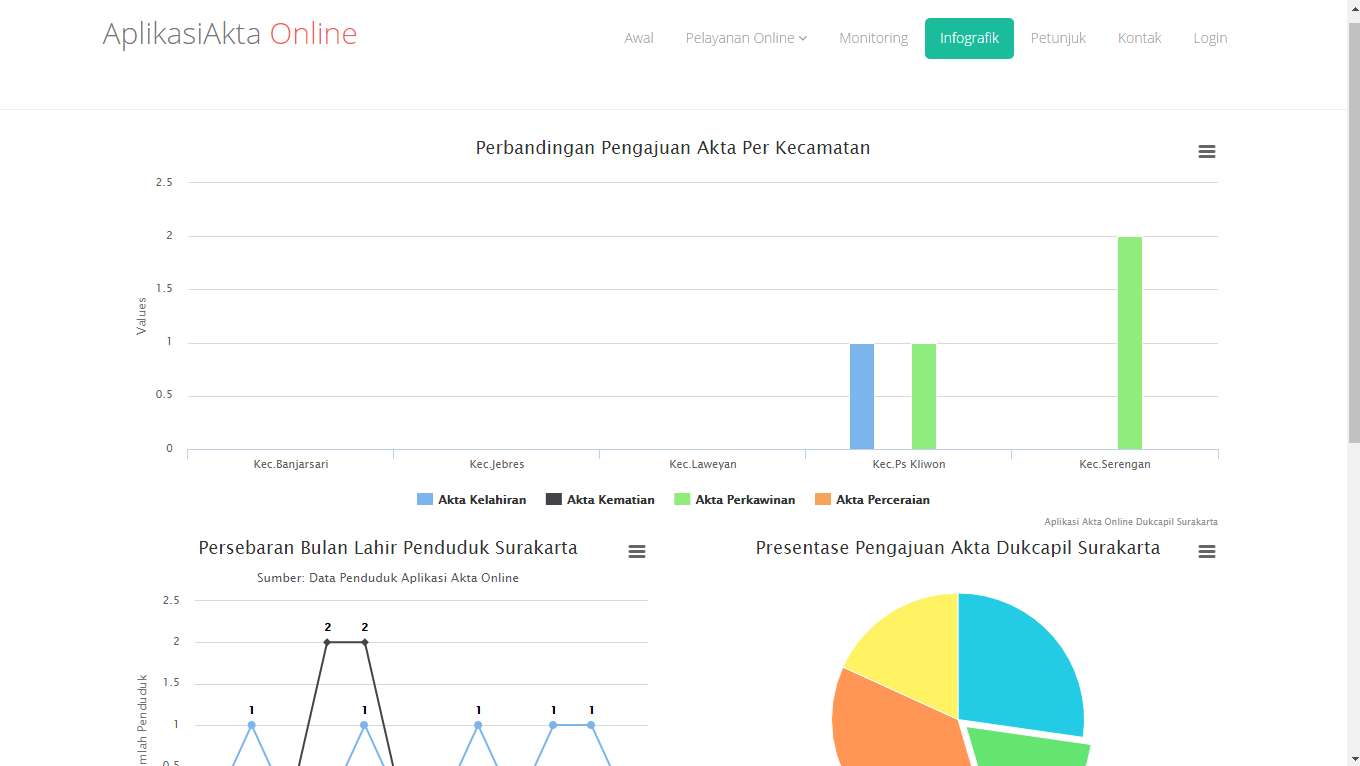 AplikasiAkta Online
Awal Pelayanan Online Monitoring Infografik Petunjuk Kontak Login
Perbandingan Pengajuan Akta Per Kecamatan
2.5
2
1.5
1
0.5
0
Values
Kec.Banjarsari Kec.Jebres Kec.Laweyan Kec.Ps Kliwon Kec.Serengan
Akta Kelahiran Akta Kematian Akta Perkawinan Akta Perceraian
Aplikasi Akta Online Dukcapil Surakarta
Persebaran Bulan Lahir Penduduk Surakarta
Sumber: Data Penduduk Aplikasi Akta Online
2.5
2
1.5
1
0.5
mlah Penduduk
2 2
1 1 1 1 1
Presentase Pengajuan Akta Dukcapil Surakarta